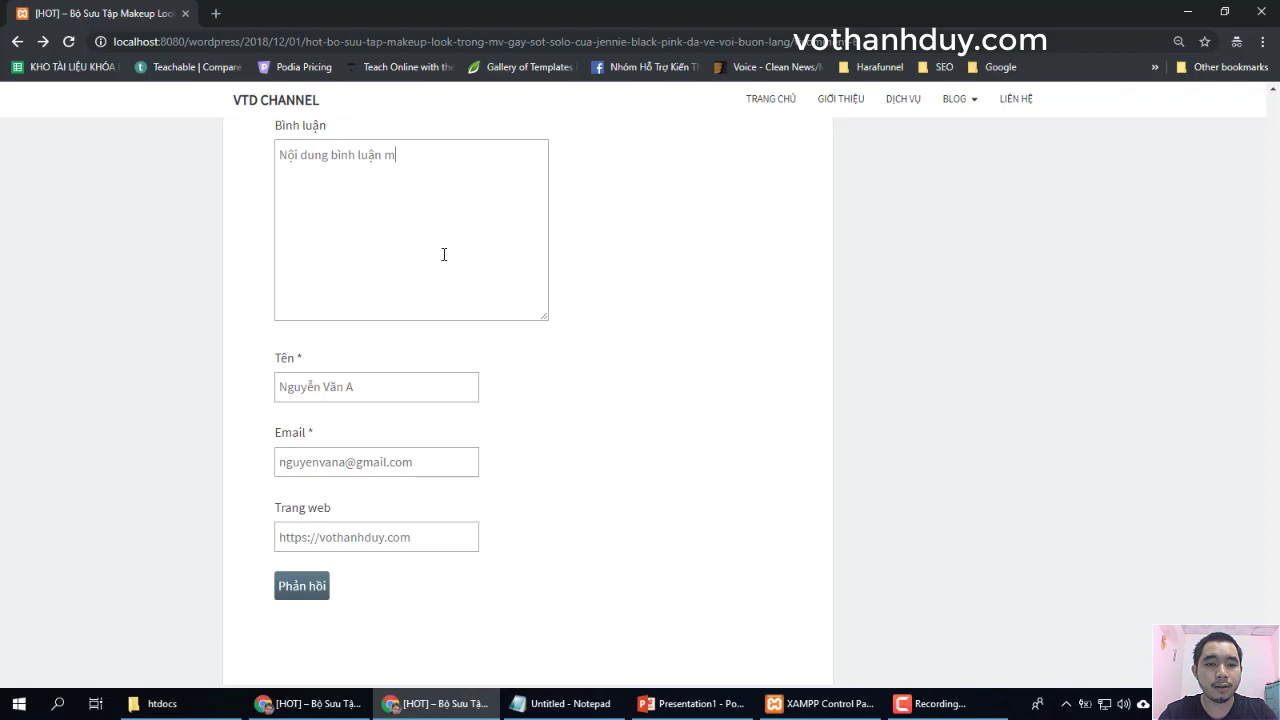 [HOT] – Bộ Sưu Tập Makeup Loo
localhost:8080/wordpress/2018/12/01/hot-bo-suu-tap-makeup-look-trong-mv-gay-sot-solo-cua-jennie-black-pink-da-ve-voi-buon-lang/
vothanhduy.com
KHO TÀI LIỆU KHÓA
Teachable | Compare
Podia Pricing
Teach Online with the
Gallery of Templates
Nhóm Hỗ Trợ Kiến T
Voice - Clean News/
Harafunnel
SEO
Google
»
Other bookmarks
VTD CHANNEL
TRANG CHỦ
GIỚI THIỆU
DỊCH VỤ
BLOG
LIÊN HỆ
Bình luận
Nội dung bình luận m
Tên *
Nguyễn Văn A
Email *
nguyenvana@gmail.com
Trang web
https://vothanhduy.com
Phản hồi
htdocs
[HOT] – Bộ Sưu Tậ...
[HOT] – Bộ Sưu Tậ...
Untitled - Notepad
Presentation1 - Po...
XAMPP Control Pa...
Recording...